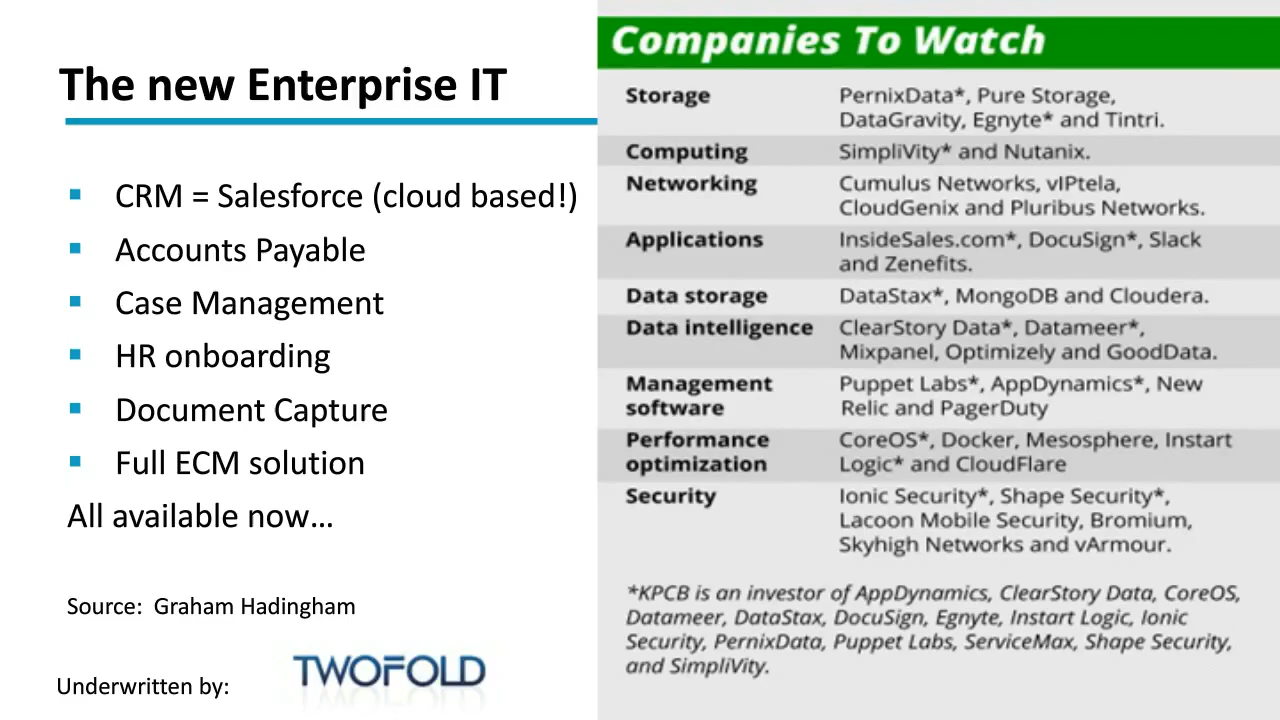 The new Enterprise IT
CRM = Salesforce (cloud based!)
Accounts Payable
Case Management
HR onboarding
Document Capture
Full ECM solution
All available now…
Source: Graham Hadingham
Underwritten by:
TWOFOLD
Companies To Watch
Storage PernixData*, Pure Storage,
DataGravity, Egnyte* and Tintri.
Computing SimpliVity* and Nutanix.
Networking Cumulus Networks, vIPtela,
CloudGenix and Pluribus Networks.
Applications InsideSales.com*, DocuSign*, Slack
and Zenefits.
Data storage DataStax*, MongoDB and Cloudera.
Data intelligence ClearStory Data*, Datameer*,
Mixpanel, Optimizely and GoodData.
Management Puppet Labs*, AppDynamics*, New
software Relic and PagerDuty
Performance CoreOS*, Docker, Mesosphere, Instart
optimization Logic* and CloudFlare
Security Ionic Security*, Shape Security*,
Lacoon Mobile Security, Bromium,
Skyhigh Networks and vArmour.
*KPCB is an investor of AppDynamics, ClearStory Data, CoreOS,
Datameer, DataStax, DocuSign, Egnyte, Instart Logic, Ionic
Security, PernixData, Puppet Labs, ServiceMax, Shape Security,
and SimpliVity.